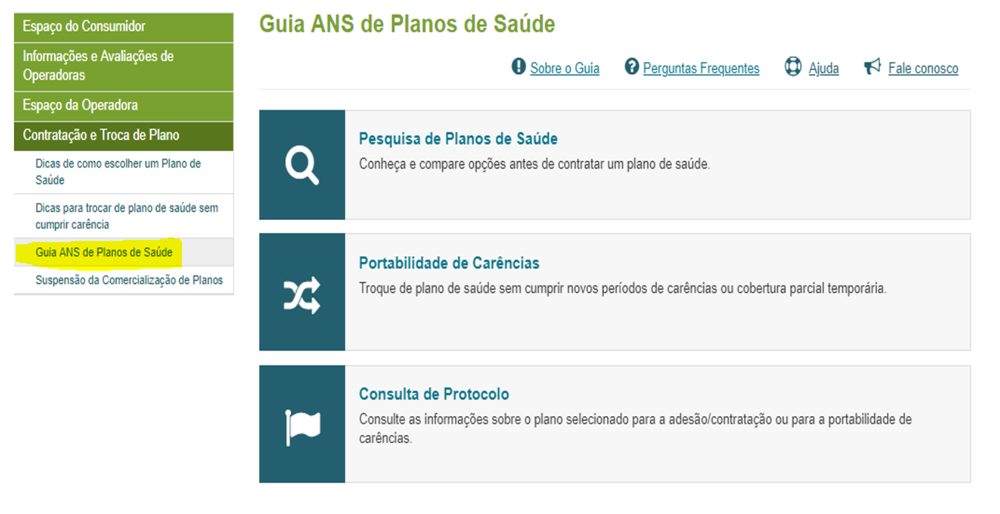 Espaço do Consumidor
Informações e Avaliações de
Operadoras
Espaço da Operadora
Contratação e Troca de Plano
Dicas de como escolher um Plano de
Saúde
Dicas para trocar de plano de saúde sem
cumprir carência
Guia ANS de Planos de Saúde
Suspensão da Comercialização de Planos
Guia ANS de Planos de Saúde
Sobre o Guia Perguntas Frequentes Ajuda Fale conosco
Pesquisa de Planos de Saúde
Conheça e compare opções antes de contratar um plano de saúde.
Portabilidade de Carências
Troque de plano de saúde sem cumprir novos períodos de carências ou cobertura parcial temporária.
Consulta de Protocolo
Consulte as informações sobre o plano selecionado para a adesão/contratação ou para a portabilidade de
carências.